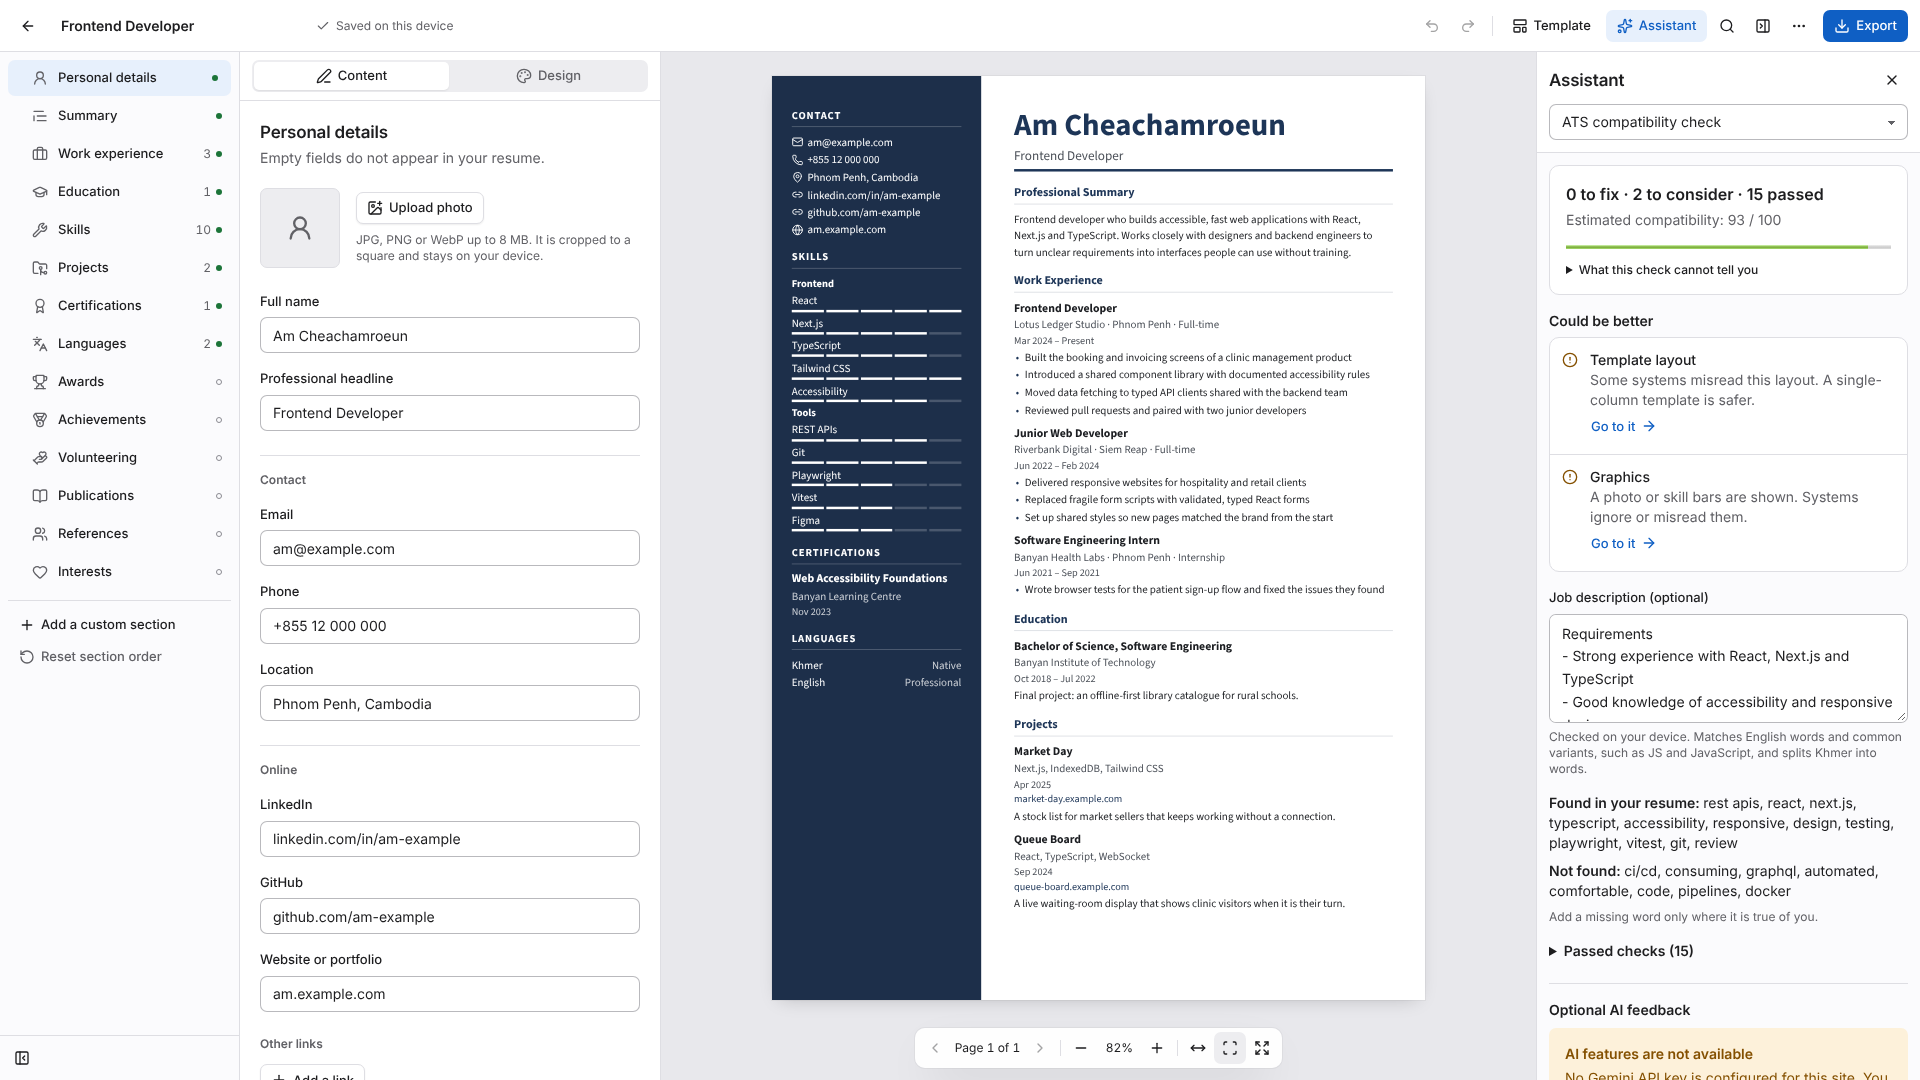 Frontend Developer
Saved on this device
Template
Assistant
Export
Personal details
Summary
Work experience 3
Education 1
Skills 10
Projects 2
Certifications 1
Languages 2
Awards
Achievements
Volunteering
Publications
References
Interests
Add a custom section
Reset section order
Content
Design
Personal details
Empty fields do not appear in your resume.
Upload photo
JPG, PNG or WebP up to 8 MB. It is cropped to a
square and stays on your device.
Full name
Am Cheachamroeun
Professional headline
Frontend Developer
Contact
Email
am@example.com
Phone
+855 12 000 000
Location
Phnom Penh, Cambodia
Online
LinkedIn
linkedin.com/in/am-example
GitHub
github.com/am-example
Website or portfolio
am.example.com
Other links
Add a link
CONTACT
am@example.com
+855 12 000 000
Phnom Penh, Cambodia
linkedin.com/in/am-example
github.com/am-example
am.example.com
SKILLS
Frontend
React
Next.js
TypeScript
Tailwind CSS
Accessibility
Tools
REST APIs
Git
Playwright
Vitest
Figma
CERTIFICATIONS
Web Accessibility Foundations
Banyan Learning Centre
Nov 2023
LANGUAGES
Khmer Native
English Professional
Am Cheachamroeun
Frontend Developer
Professional Summary
Frontend developer who builds accessible, fast web applications with React,
Next.js and TypeScript. Works closely with designers and backend engineers to
turn unclear requirements into interfaces people can use without training.
Work Experience
Frontend Developer
Lotus Ledger Studio · Phnom Penh · Full-time
Mar 2024 – Present
• Built the booking and invoicing screens of a clinic management product
• Introduced a shared component library with documented accessibility rules
• Moved data fetching to typed API clients shared with the backend team
• Reviewed pull requests and paired with two junior developers
Junior Web Developer
Riverbank Digital · Siem Reap · Full-time
Jun 2022 – Feb 2024
• Delivered responsive websites for hospitality and retail clients
• Replaced fragile form scripts with validated, typed React forms
• Set up shared styles so new pages matched the brand from the start
Software Engineering Intern
Banyan Health Labs · Phnom Penh · Internship
Jun 2021 – Sep 2021
• Wrote browser tests for the patient sign-up flow and fixed the issues they found
Education
Bachelor of Science, Software Engineering
Banyan Institute of Technology
Oct 2018 – Jul 2022
Final project: an offline-first library catalogue for rural schools.
Projects
Market Day
Next.js, IndexedDB, Tailwind CSS
Apr 2025
market-day.example.com
A stock list for market sellers that keeps working without a connection.
Queue Board
React, TypeScript, WebSocket
Sep 2024
queue-board.example.com
A live waiting-room display that shows clinic visitors when it is their turn.
Page 1 of 1
82%
Assistant
ATS compatibility check
0 to fix · 2 to consider · 15 passed
Estimated compatibility: 93 / 100
What this check cannot tell you
Could be better
Template layout
Some systems misread this layout. A single-
column template is safer.
Go to it
Graphics
A photo or skill bars are shown. Systems
ignore or misread them.
Go to it
Job description (optional)
Requirements
- Strong experience with React, Next.js and
TypeScript
- Good knowledge of accessibility and responsive
Checked on your device. Matches English words and common
variants, such as JS and JavaScript, and splits Khmer into
words.
Found in your resume: rest apis, react, next.js,
typescript, accessibility, responsive, design, testing,
playwright, vitest, git, review
Not found: ci/cd, consuming, graphql, automated,
comfortable, code, pipelines, docker
Add a missing word only where it is true of you.
Passed checks (15)
Optional AI feedback
AI features are not available
No Gemini API key is configured for this site. You